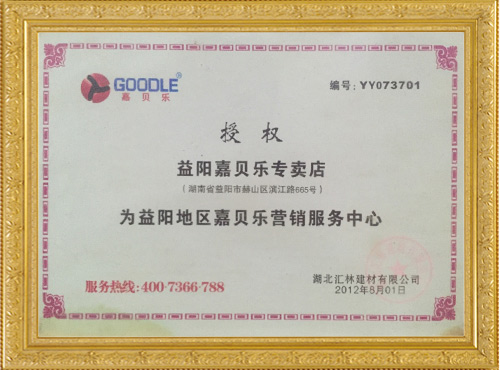 GOODLE®
嘉贝乐
编号:YY073701
授权
益阳嘉贝乐专卖店
(湖南省益阳市赫山区滨江路665号)
为益阳地区嘉贝乐营销服务中心
服务热线:400-7366-788
湖北汇林建材有限公司
2012年8月01日